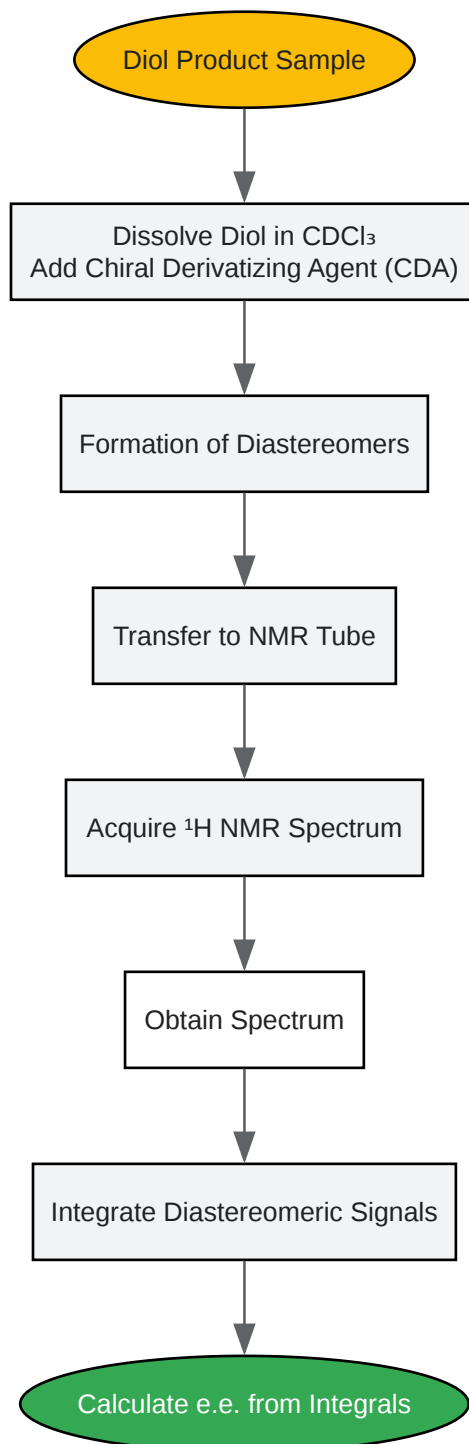 Diol Product Sample
Dissolve Diol in CDCl₃
Add Chiral Derivatizing Agent (CDA)
Formation of Diastereomers
Transfer to NMR Tube
Acquire ¹H NMR Spectrum
Obtain Spectrum
Integrate Diastereomeric Signals
Calculate e.e. from Integrals